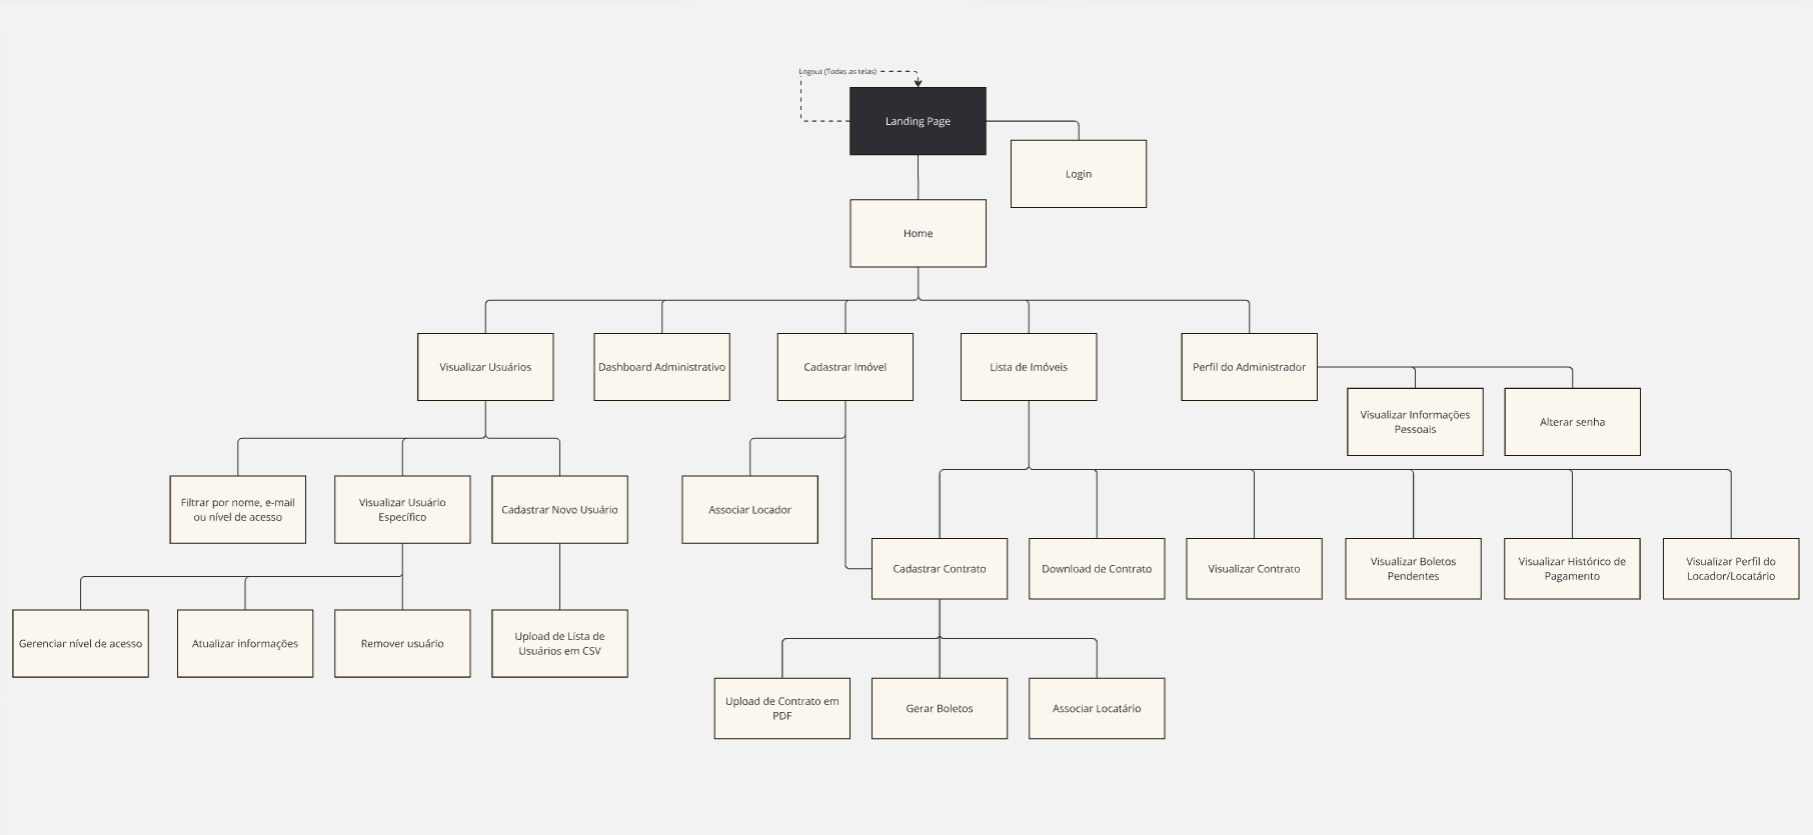 Logout (Todas as telas)
Landing Page
Login
Home
Visualizar Usuários
Dashboard Administrativo
Cadastrar Imóvel
Lista de Imóveis
Perfil do Administrador
Visualizar Informações
Pessoais
Alterar senha
Filtrar por nome, e-mail
ou nível de acesso
Visualizar Usuário
Específico
Cadastrar Novo Usuário
Associar Locador
Cadastrar Contrato
Download de Contrato
Visualizar Contrato
Visualizar Boletos
Pendentes
Visualizar Histórico de
Pagamento
Visualizar Perfil do
Locador/Locatário
Gerenciar nível de acesso
Atualizar informações
Remover usuário
Upload de Lista de
Usuários em CSV
Upload de Contrato em
PDF
Gerar Boletos
Associar Locatário